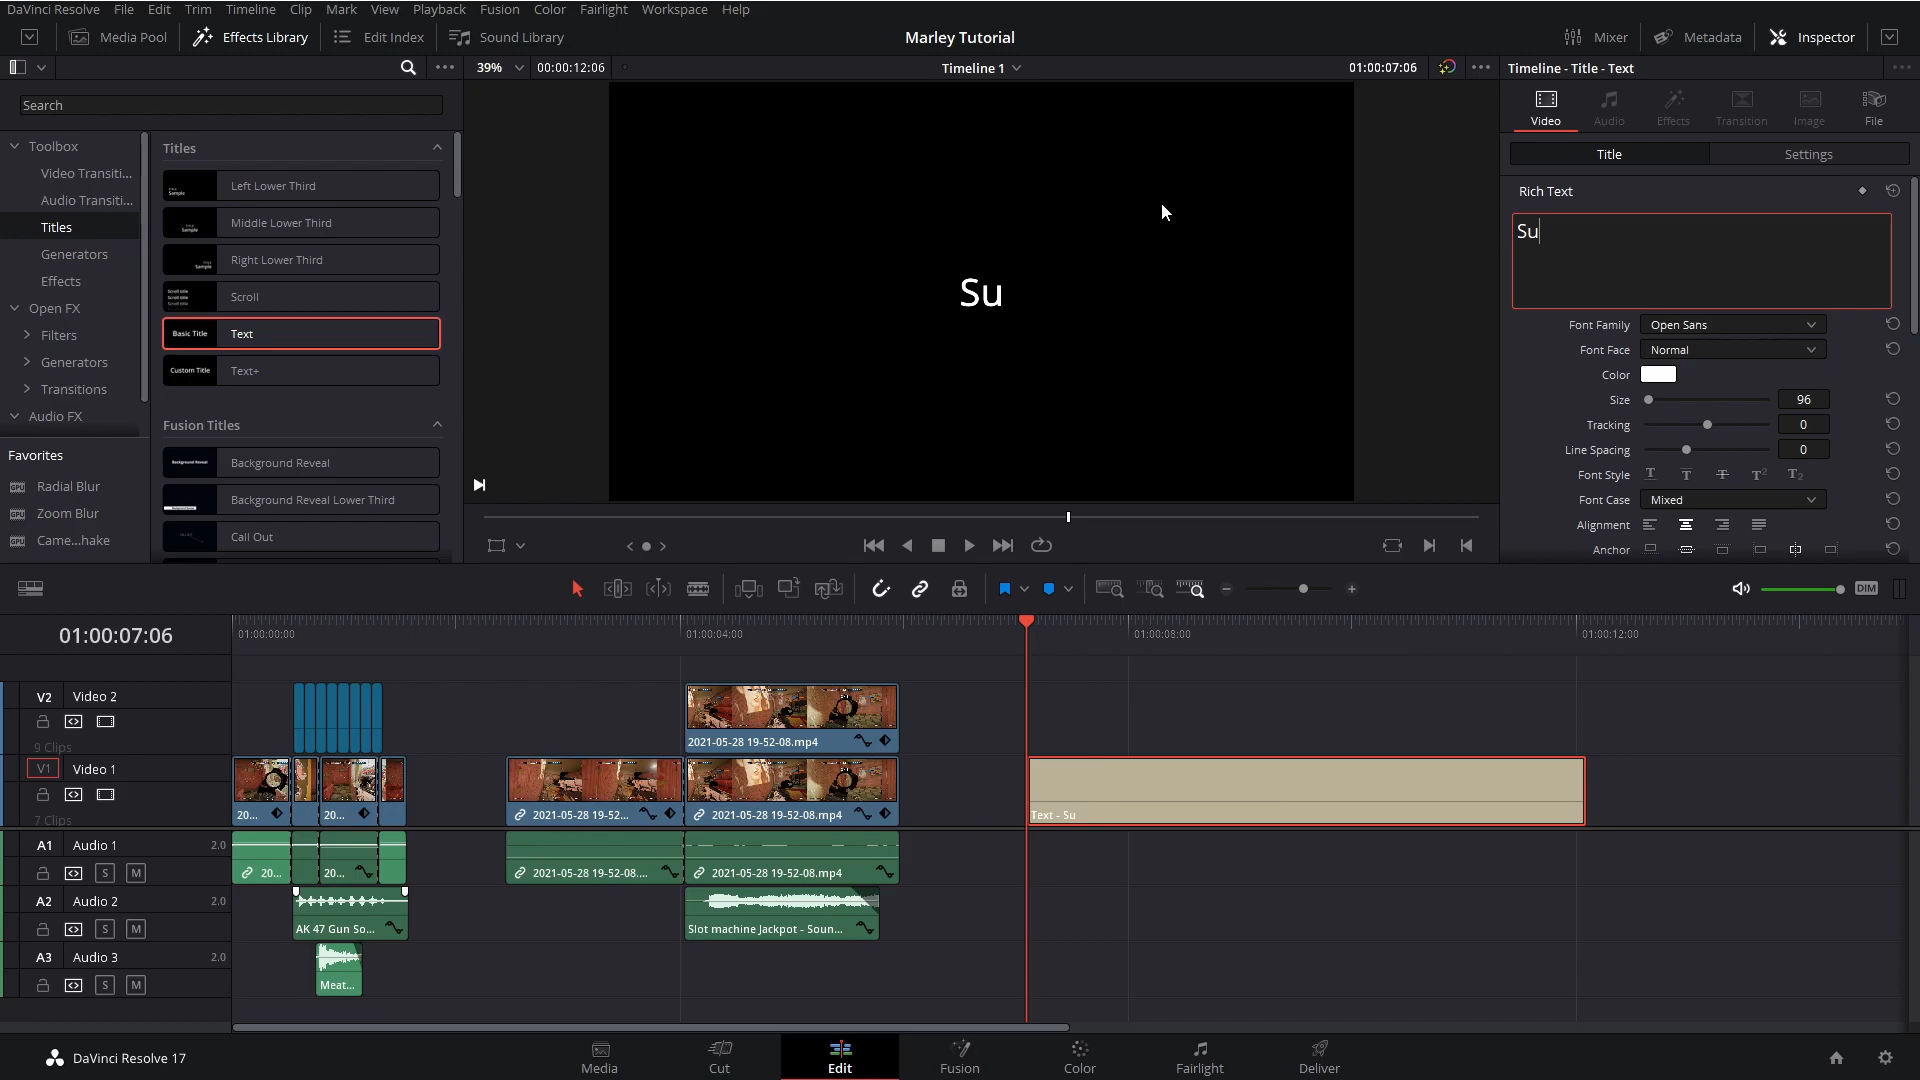 DaVinci Resolve File Edit Trim Timeline Clip Mark View Playback Fusion Color Fairlight Workspace Help
Media Pool Effects Library Edit Index Sound Library Marley Tutorial Mixer Metadata Inspector
39% 00:00:12:06 Timeline 1 01:00:07:06 Timeline - Title - Text
Search
Video Audio Effects Transition Image File
Toolbox
Video Transiti...
Audio Transiti...
Titles
Generators
Effects
Open FX
Filters
Generators
Transitions
Audio FX
Favorites
Radial Blur
Zoom Blur
Came...hake
Titles
Left Lower Third
Middle Lower Third
Right Lower Third
Scroll
Basic Title Text
Custom Title Text+
Fusion Titles
Background Reveal Background Reveal
Background Reveal Lower Third
Call Out
Su
Title Settings
Rich Text
Su
Font Family Open Sans
Font Face Normal
Color
Size 96
Tracking 0
Line Spacing 0
Font Style T T T T2 T2
Font Case Mixed
Alignment
Anchor
DIM
01:00:07:06 01:00:00:00 01:00:04:00 01:00:08:00 01:00:12:00
V2 Video 2
9 Clips
2021-05-28 19-52-08.mp4
V1 Video 1
7 Clips
20... 20... 2021-05-28 19-52... 2021-05-28 19-52-08.mp4 Text - Su
A1 Audio 1 2.0
S M 20... 20... 2021-05-28 19-52-08.... 2021-05-28 19-52-08.mp4
A2 Audio 2 2.0
S M AK 47 Gun So... Slot machine Jackpot - Soun...
A3 Audio 3 2.0
S M Meat...
DaVinci Resolve 17 Media Cut Edit Fusion Color Fairlight Deliver